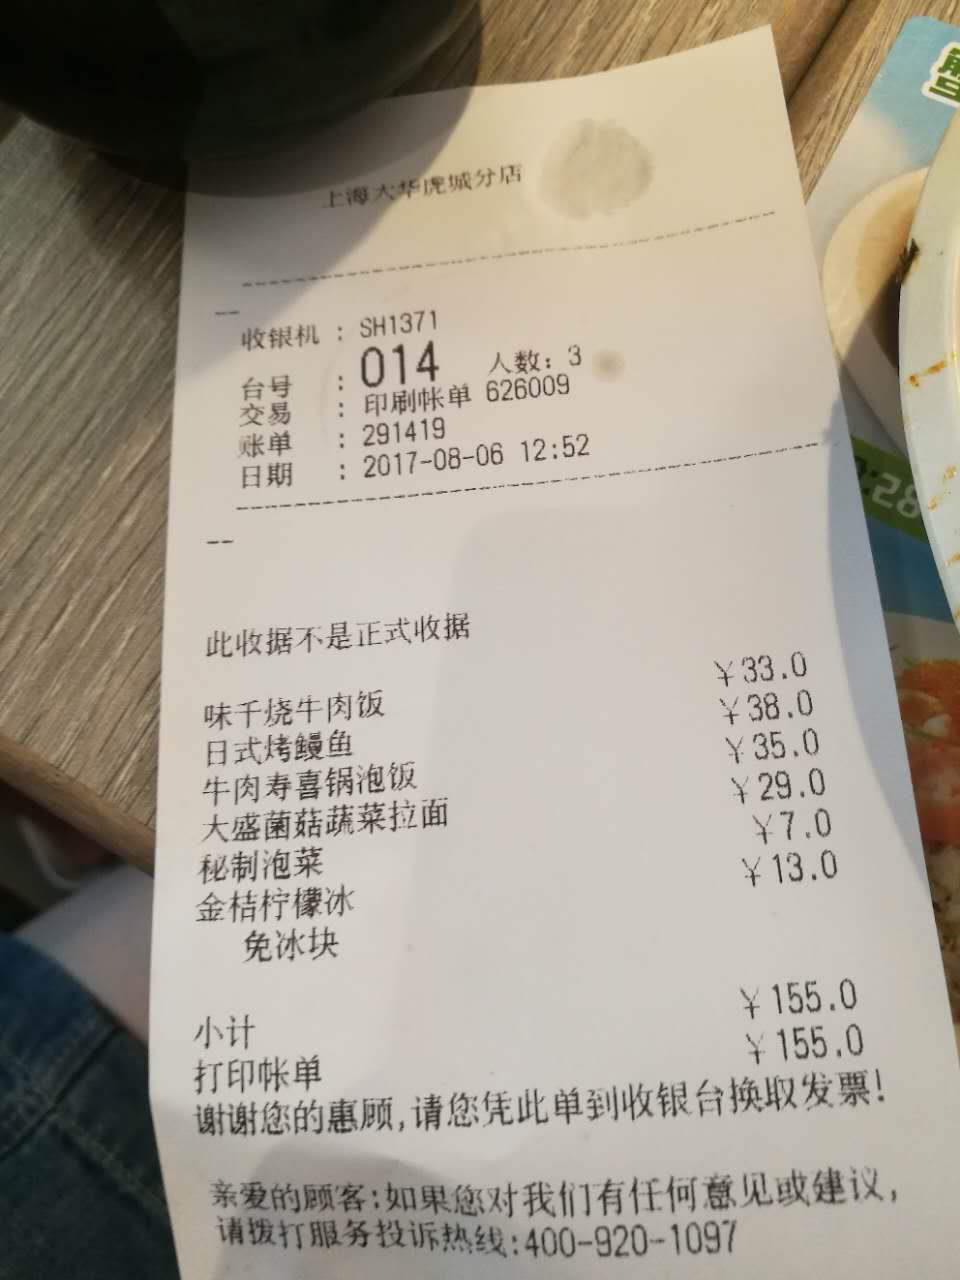 上海大华虎城分店
收银机 : SH1371
台号 : 014 人数: 3
交易 : 印刷帐单 626009
账单 : 291419
日期 : 2017-08-06 12:52
此收据不是正式收据
味千烧牛肉饭 ¥33.0
日式烤鳗鱼 ¥38.0
牛肉寿喜锅泡饭 ¥35.0
大盛菌菇蔬菜拉面 ¥29.0
秘制泡菜 ¥7.0
金桔柠檬冰 ¥13.0
免冰块
小计 ¥155.0
打印帐单 ¥155.0
谢谢您的惠顾,请您凭此单到收银台换取发票!
亲爱的顾客:如果您对我们有任何意见或建议,
请拨打服务投诉热线:400-920-1097
:28